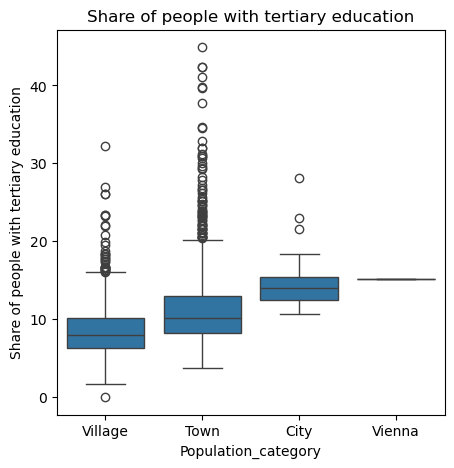 Share of people with tertiary education
Share of people with tertiary education
40
30
20
10
0
Village Town City Vienna
Population_category